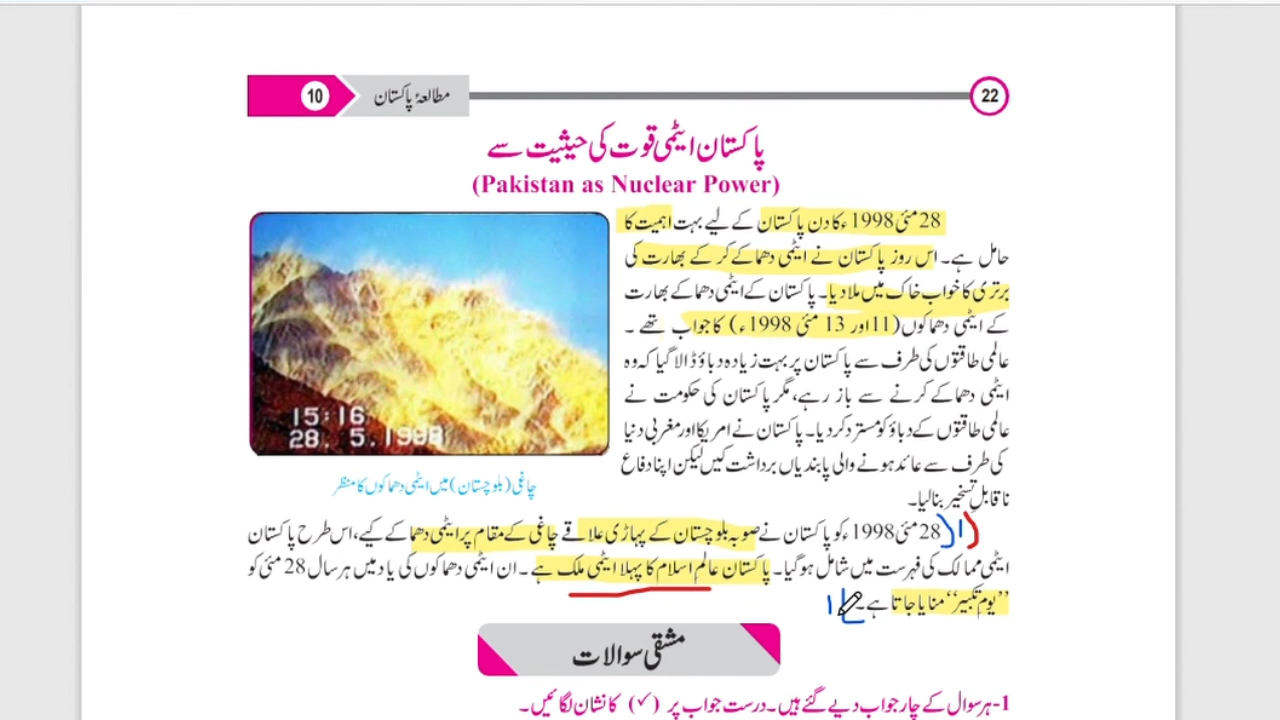 10 مطالعۂ پاکستان 22
پاکستان ایٹمی قوت کی حیثیت سے
(Pakistan as Nuclear Power)
28 مئی 1998ء کا دن پاکستان کے لیے بہت اہمیت کا
حامل ہے۔ اس روز پاکستان نے ایٹمی دھماکے کر کے بھارت کی
برتری کا خواب خاک میں ملا دیا۔ پاکستان کے ایٹمی دھماکے بھارت
کے ایٹمی دھماکوں (11 اور 13 مئی 1998ء) کا جواب تھے۔
عالمی طاقتوں کی طرف سے پاکستان پر بہت زیادہ دباؤ ڈالا گیا کہ وہ
ایٹمی دھماکے کرنے سے باز رہے، مگر پاکستان کی حکومت نے
عالمی طاقتوں کے دباؤ کو مسترد کر دیا۔ پاکستان نے امریکا اور مغربی دنیا
کی طرف سے عائد ہونے والی پابندیاں برداشت کیں لیکن اپنا دفاع
ناقابلِ تسخیر بنا لیا۔
15:16
28. 5.1998
چاغی (بلوچستان) میں ایٹمی دھماکوں کا منظر
28 مئی 1998ء کو پاکستان نے صوبہ بلوچستان کے پہاڑی علاقے چاغی کے مقام پر ایٹمی دھماکے کیے، اس طرح پاکستان
ایٹمی ممالک کی فہرست میں شامل ہو گیا۔ پاکستان عالمِ اسلام کا پہلا ایٹمی ملک ہے۔ ان ایٹمی دھماکوں کی یاد میں ہر سال 28 مئی کو
’’یومِ تکبیر‘‘ منایا جاتا ہے۔
مشقی سوالات
1- ہر سوال کے چار جواب دیے گئے ہیں۔ درست جواب پر (✓) کا نشان لگائیں۔